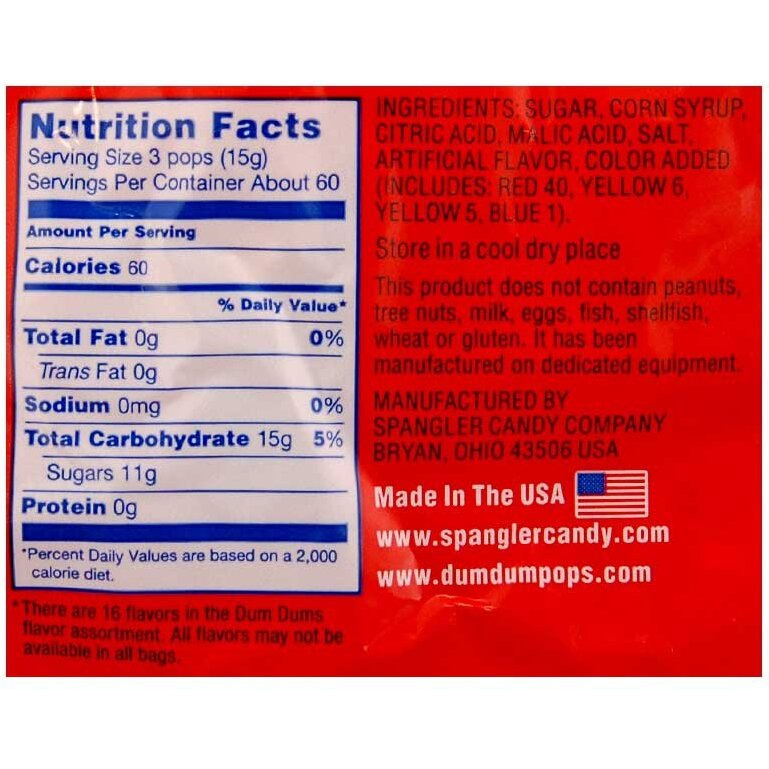 Nutrition Facts
Serving Size 3 pops (15g)
Servings Per Container About 60
Amount Per Serving
Calories 60
% Daily Value*
Total Fat 0g 0%
Trans Fat 0g
Sodium 0mg 0%
Total Carbohydrate 15g 5%
Sugars 11g
Protein 0g
*Percent Daily Values are based on a 2,000
calorie diet.
*There are 16 flavors in the Dum Dums
flavor assortment. All flavors may not be
available in all bags.
INGREDIENTS: SUGAR, CORN SYRUP,
CITRIC ACID, MALIC ACID, SALT,
ARTIFICIAL FLAVOR, COLOR ADDED
(INCLUDES: RED 40, YELLOW 6,
YELLOW 5, BLUE 1).
Store in a cool dry place
This product does not contain peanuts,
tree nuts, milk, eggs, fish, shellfish,
wheat or gluten. It has been
manufactured on dedicated equipment.
MANUFACTURED BY
SPANGLER CANDY COMPANY
BRYAN, OHIO 43506 USA
Made In The USA
www.spanglercandy.com
www.dumdumpops.com